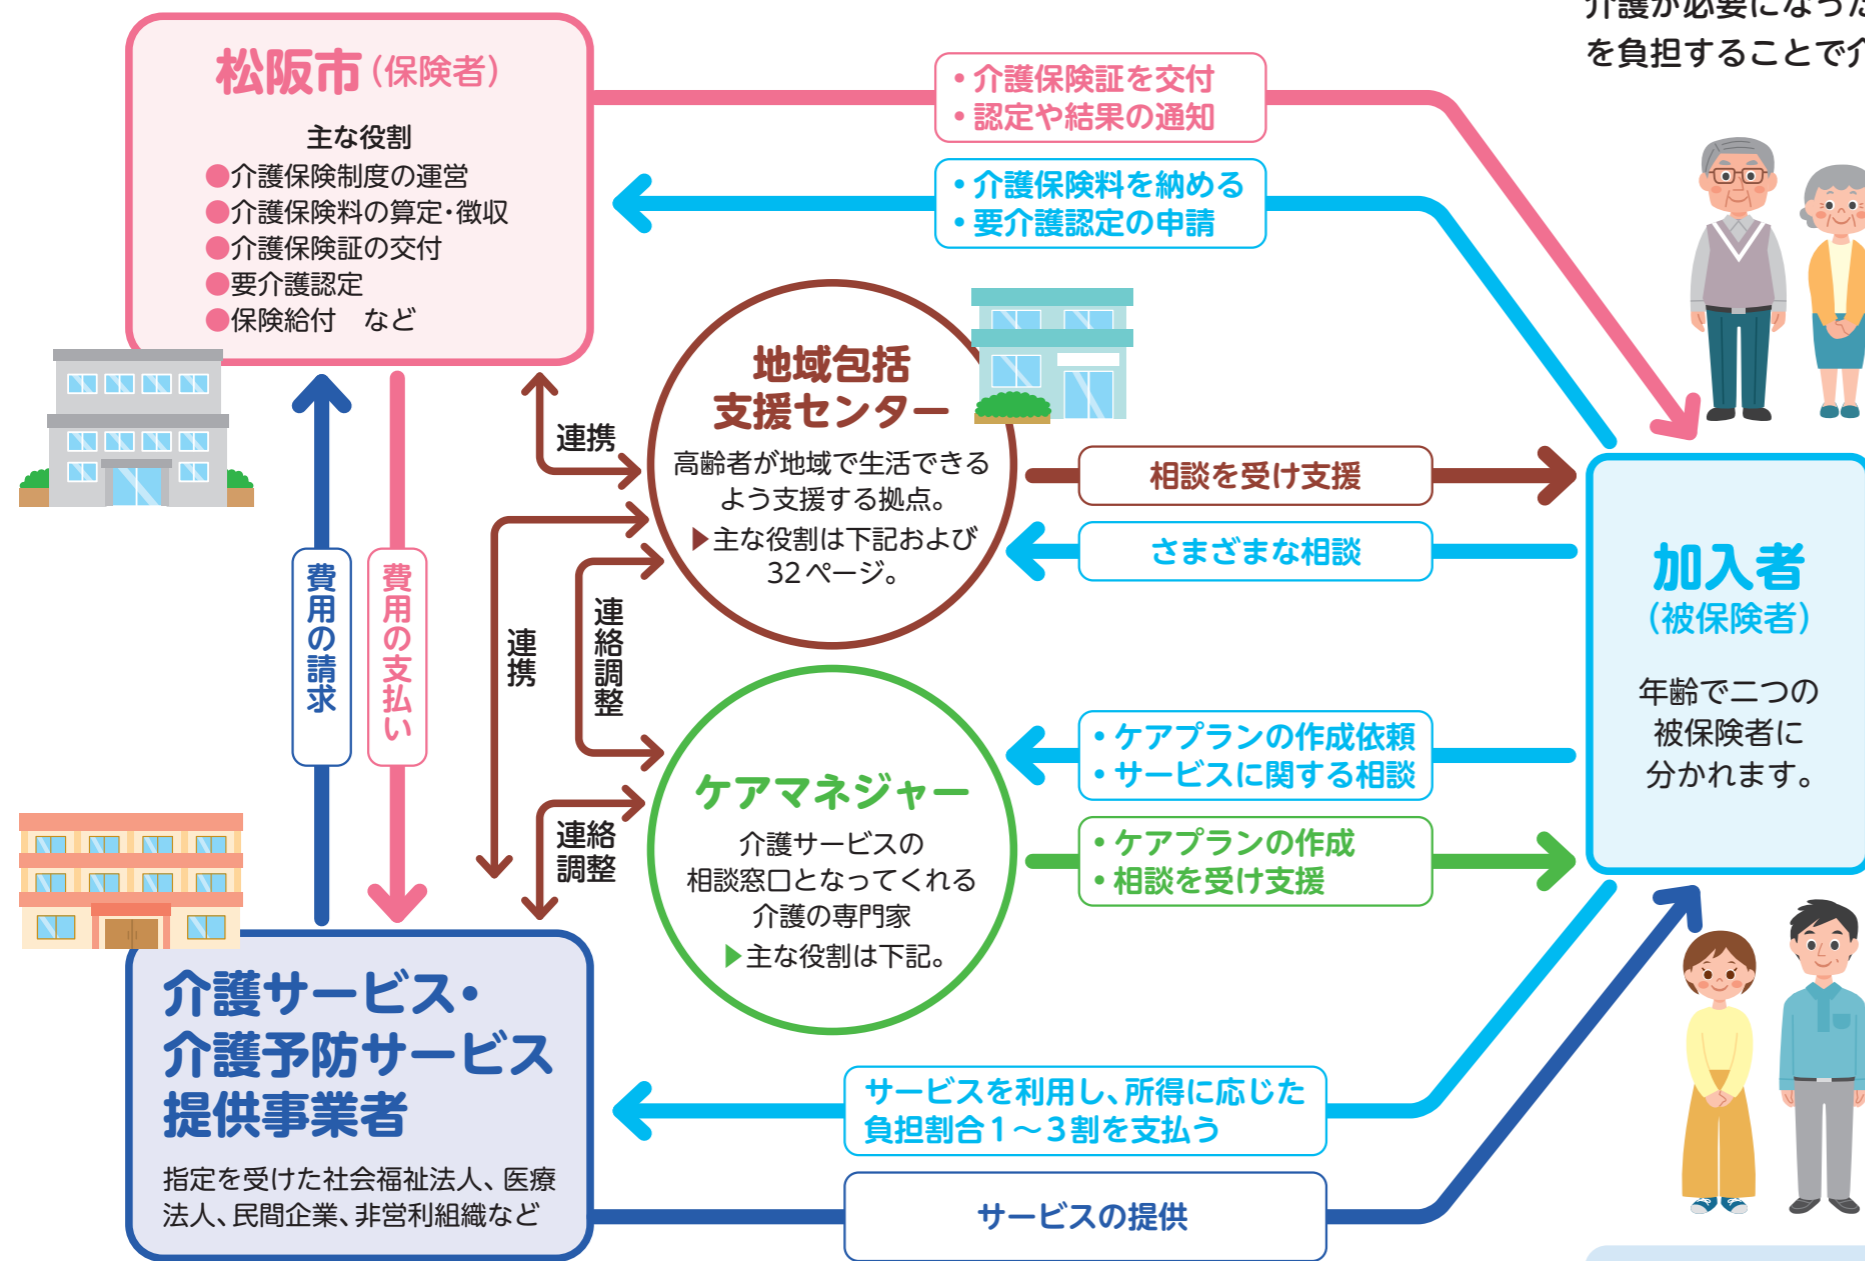 介護が必要になった
を負担することで介
松阪市(保険者)
主な役割
●介護保険制度の運営
●介護保険料の算定・徴収
●介護保険証の交付
●要介護認定
●保険給付　など
・介護保険証を交付
・認定や結果の通知
・介護保険料を納める
・要介護認定の申請
地域包括
支援センター
高齢者が地域で生活できる
よう支援する拠点。
▶主な役割は下記および
32ページ。
連携
相談を受け支援
さまざまな相談
加入者
(被保険者)
年齢で二つの
被保険者に
分かれます。
費用の請求
費用の支払い
連携
連絡調整
ケアマネジャー
介護サービスの
相談窓口となってくれる
介護の専門家
▶主な役割は下記。
連絡
調整
・ケアプランの作成依頼
・サービスに関する相談
・ケアプランの作成
・相談を受け支援
介護サービス・
介護予防サービス
提供事業者
指定を受けた社会福祉法人、医療
法人、民間企業、非営利組織など
サービスを利用し、所得に応じた
負担割合1～3割を支払う
サービスの提供